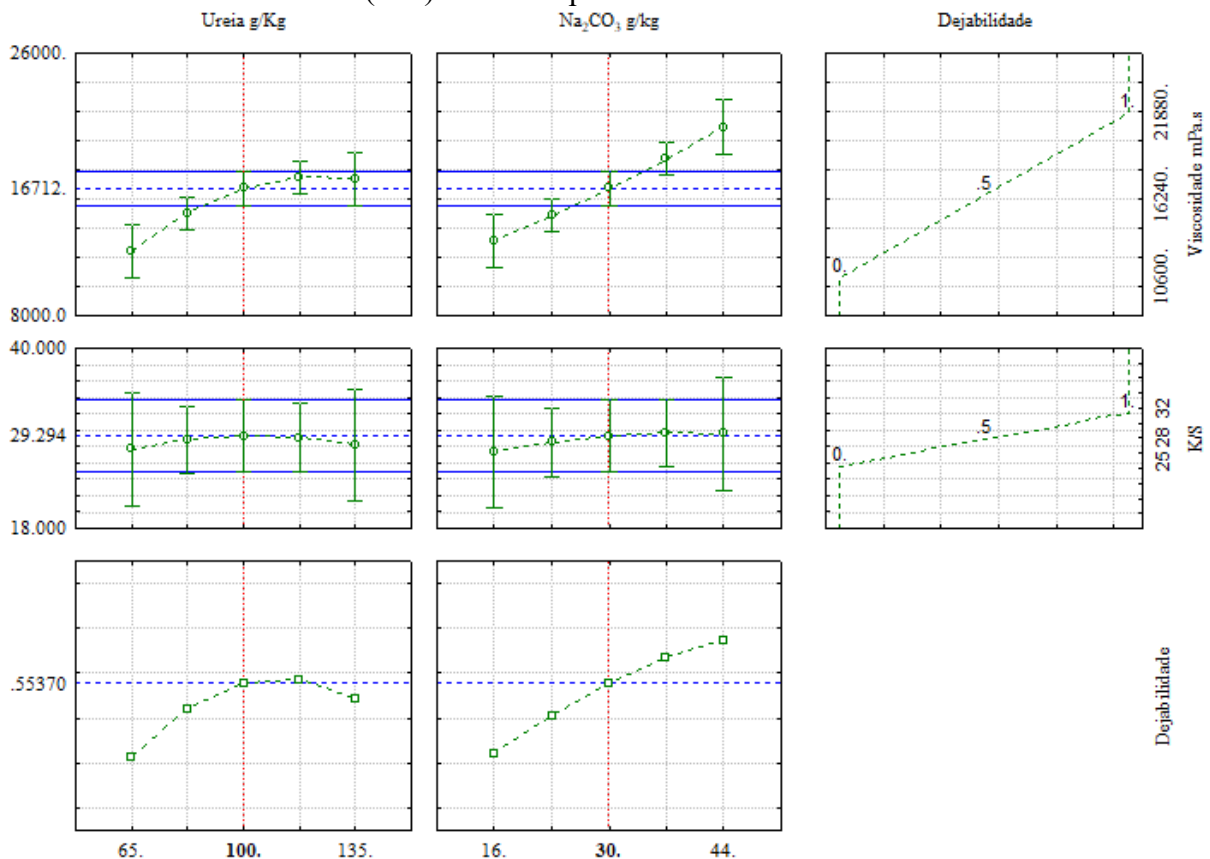 Ureia g/Kg
Na₂CO₃ g/kg
Dejabilidade
26000.
16712.
8000.0
0.
.5
1.
10600. 16240. 21880.
Viscosidade mPa.s
40.000
29.294
18.000
0.
.5
1.
25 28 32
K/S
.55370
Dejabilidade
65. 100. 135.
16. 30. 44.